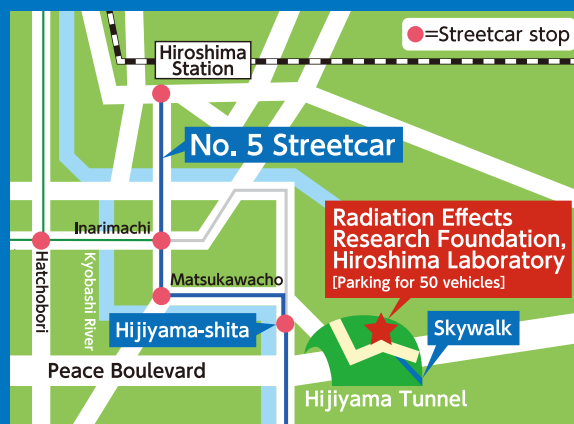 =Streetcar stop
Hiroshima
Station
No. 5 Streetcar
Inarimachi
Hatchobori
Kyobashi River
Matsukawacho
Radiation Effects
Research Foundation,
Hiroshima Laboratory
[Parking for 50 vehicles]
Hijiyama-shita
Skywalk
Peace Boulevard
Hijiyama Tunnel